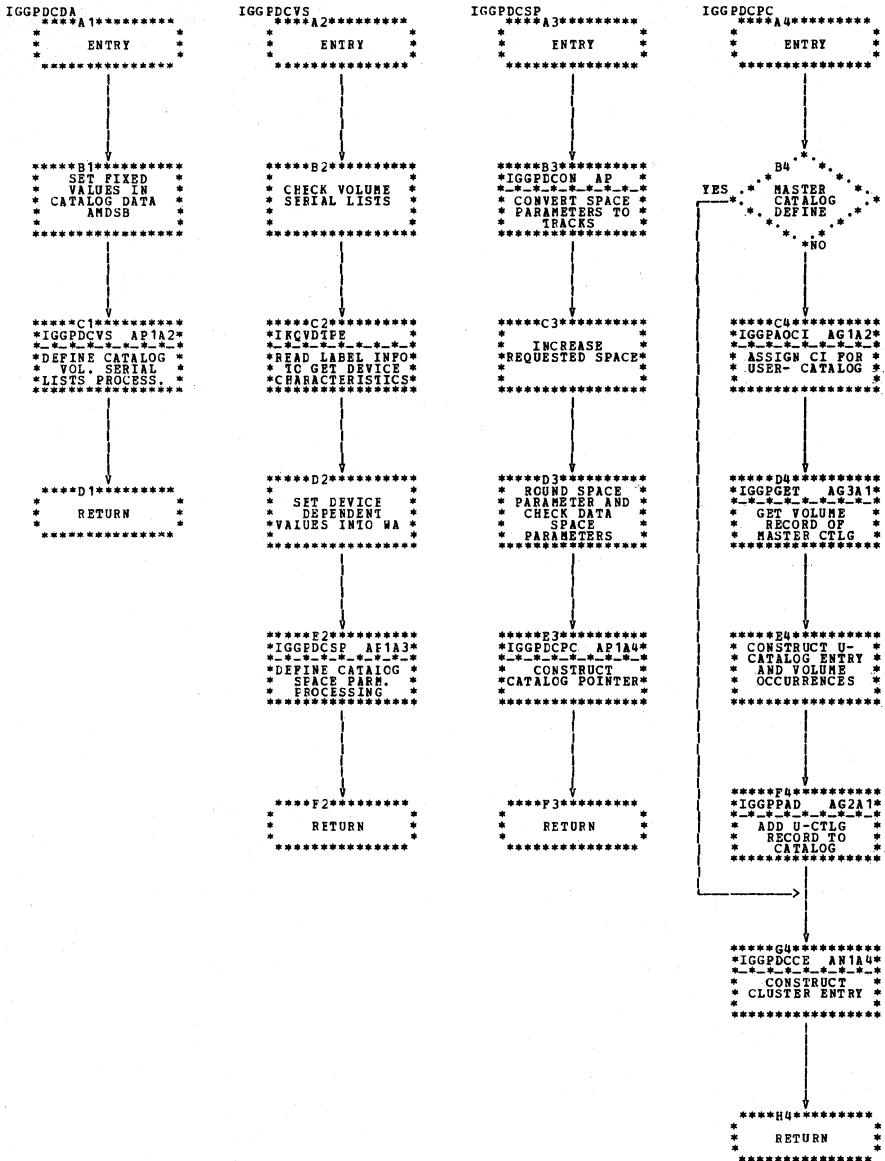 IGGPDCDA
****A1*********
ENTRY
*****B1**********
SET FIXED
VALUES IN
CATALOG DATA
AMDSB
*****C1**********
*IGGPDCVS AP1A2*
*-*-*-*-*-*-*-*-*
*DEFINE CATALOG *
* VOL. SERIAL *
*LISTS PROCESS. *
****D1*********
RETURN
IGGPDCVS
****A2*********
ENTRY
*****B2**********
CHECK VOLUME
SERIAL LISTS
*****C2**********
*IKQVDTPE
*-*-*-*-*-*-*-*-*
*READ LABEL INFO*
* TO GET DEVICE *
*CHARACTERISTICS*
*****D2**********
SET DEVICE
DEPENDENT
*VALUES INTO WA *
*****E2**********
*IGGPDCSP AP1A3*
*-*-*-*-*-*-*-*-*
*DEFINE CATALOG *
* SPACE PARM. *
* PROCESSING *
****F2*********
RETURN
IGGPDCSP
****A3*********
ENTRY
*****B3**********
*IGGPDCON AP *
*-*-*-*-*-*-*-*-*
* CONVERT SPACE *
* PARAMETERS TO *
* TRACKS *
*****C3**********
INCREASE
*REQUESTED SPACE*
*****D3**********
* ROUND SPACE *
* PARAMETER AND *
* CHECK DATA *
* SPACE *
* PARAMETERS *
*****E3**********
*IGGPDCPC AP1A4*
*-*-*-*-*-*-*-*-*
* CONSTRUCT *
*CATALOG POINTER*
****F3*********
RETURN
IGGPDCPC
****A4*********
ENTRY
B4
YES
MASTER
CATALOG
DEFINE
*NO
*****C4**********
*IGGPAOCI AG1A2*
*-*-*-*-*-*-*-*-*
* ASSIGN CI FOR *
* USER- CATALOG *
*****D4**********
*IGGPGET AG3A1*
*-*-*-*-*-*-*-*-*
* GET VOLUME *
* RECORD OF *
* MASTER CTLG *
*****E4**********
* CONSTRUCT U- *
* CATALOG ENTRY *
* AND VOLUME *
* OCCURRENCES *
*****F4**********
*IGGPPAD AG2A1*
*-*-*-*-*-*-*-*-*
* ADD U-CTLG *
* RECORD TO *
* CATALOG *
*****G4**********
*IGGPDCCE AN1A4*
*-*-*-*-*-*-*-*-*
* CONSTRUCT *
* CLUSTER ENTRY *
****H4*********
RETURN